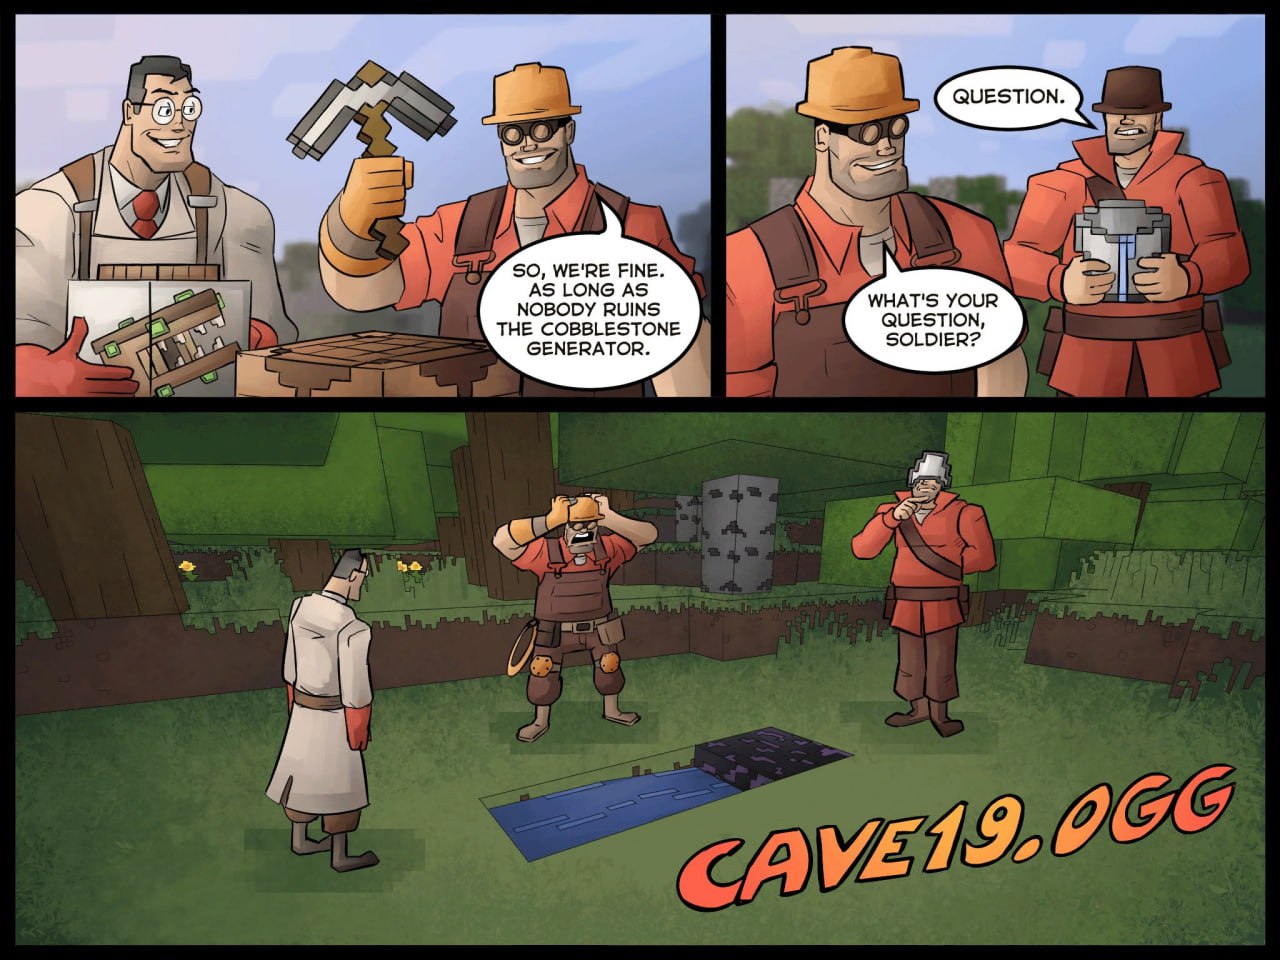 SO, WE'RE FINE.
AS LONG AS
NOBODY RUINS
THE COBBLESTONE
GENERATOR.
QUESTION.
WHAT'S YOUR
QUESTION,
SOLDIER?
CAVE19.OGG